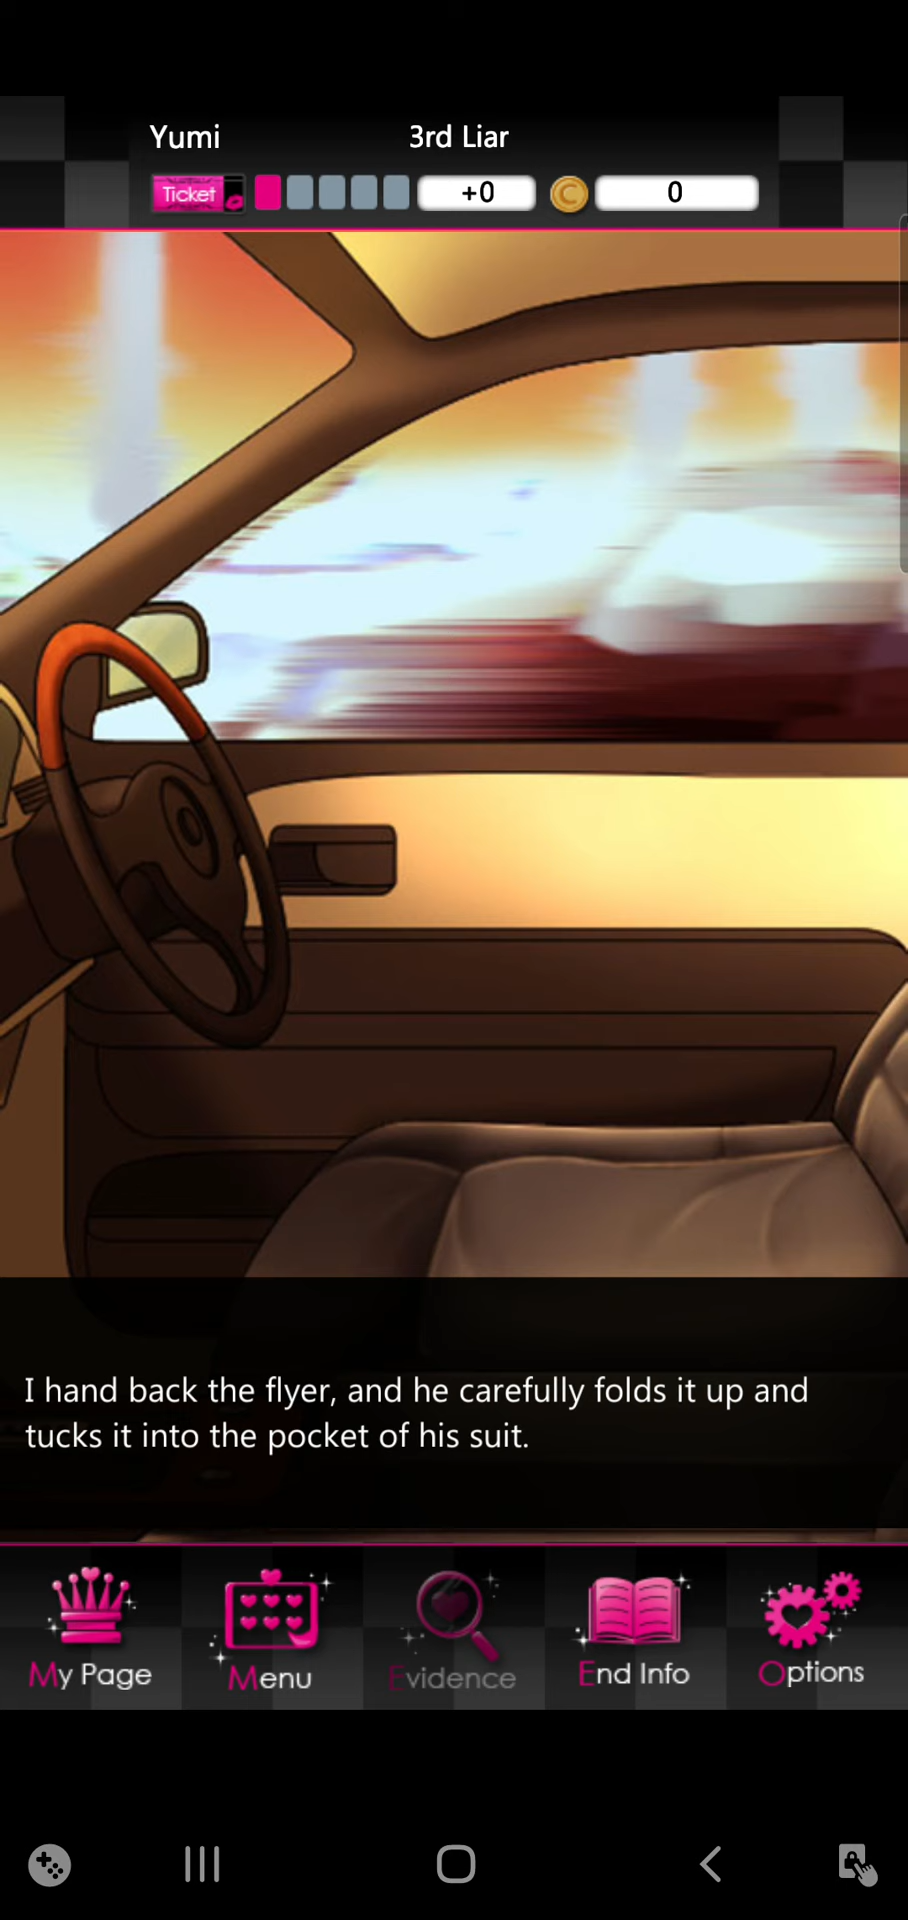 Yumi
3rd Liar
Ticket
+0
C
0
I hand back the flyer, and he carefully folds it up and
tucks it into the pocket of his suit.
My Page
Menu
Evidence
End Info
Options